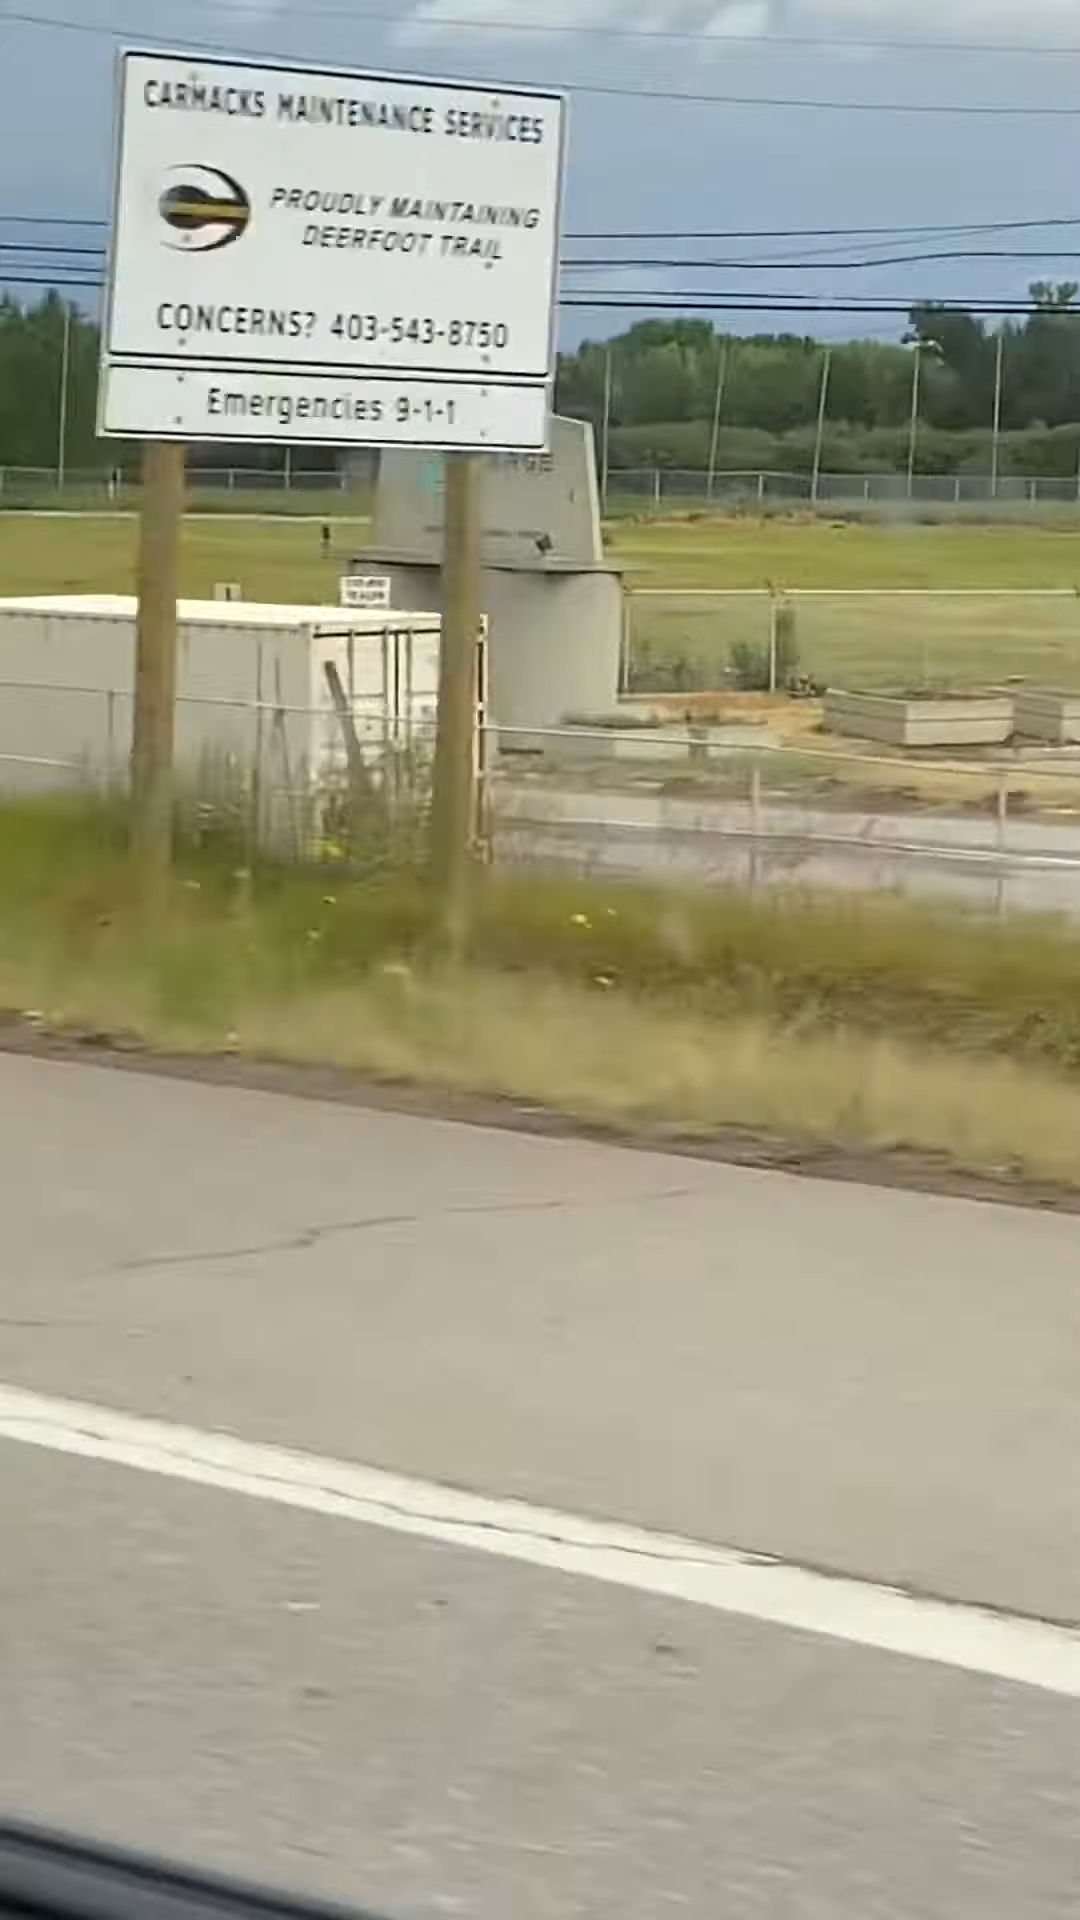 CARMACKS MAINTENANCE SERVICES
PROUDLY MAINTAINING
DEERFOOT TRAIL
CONCERNS? 403-543-8750
Emergencies 9-1-1